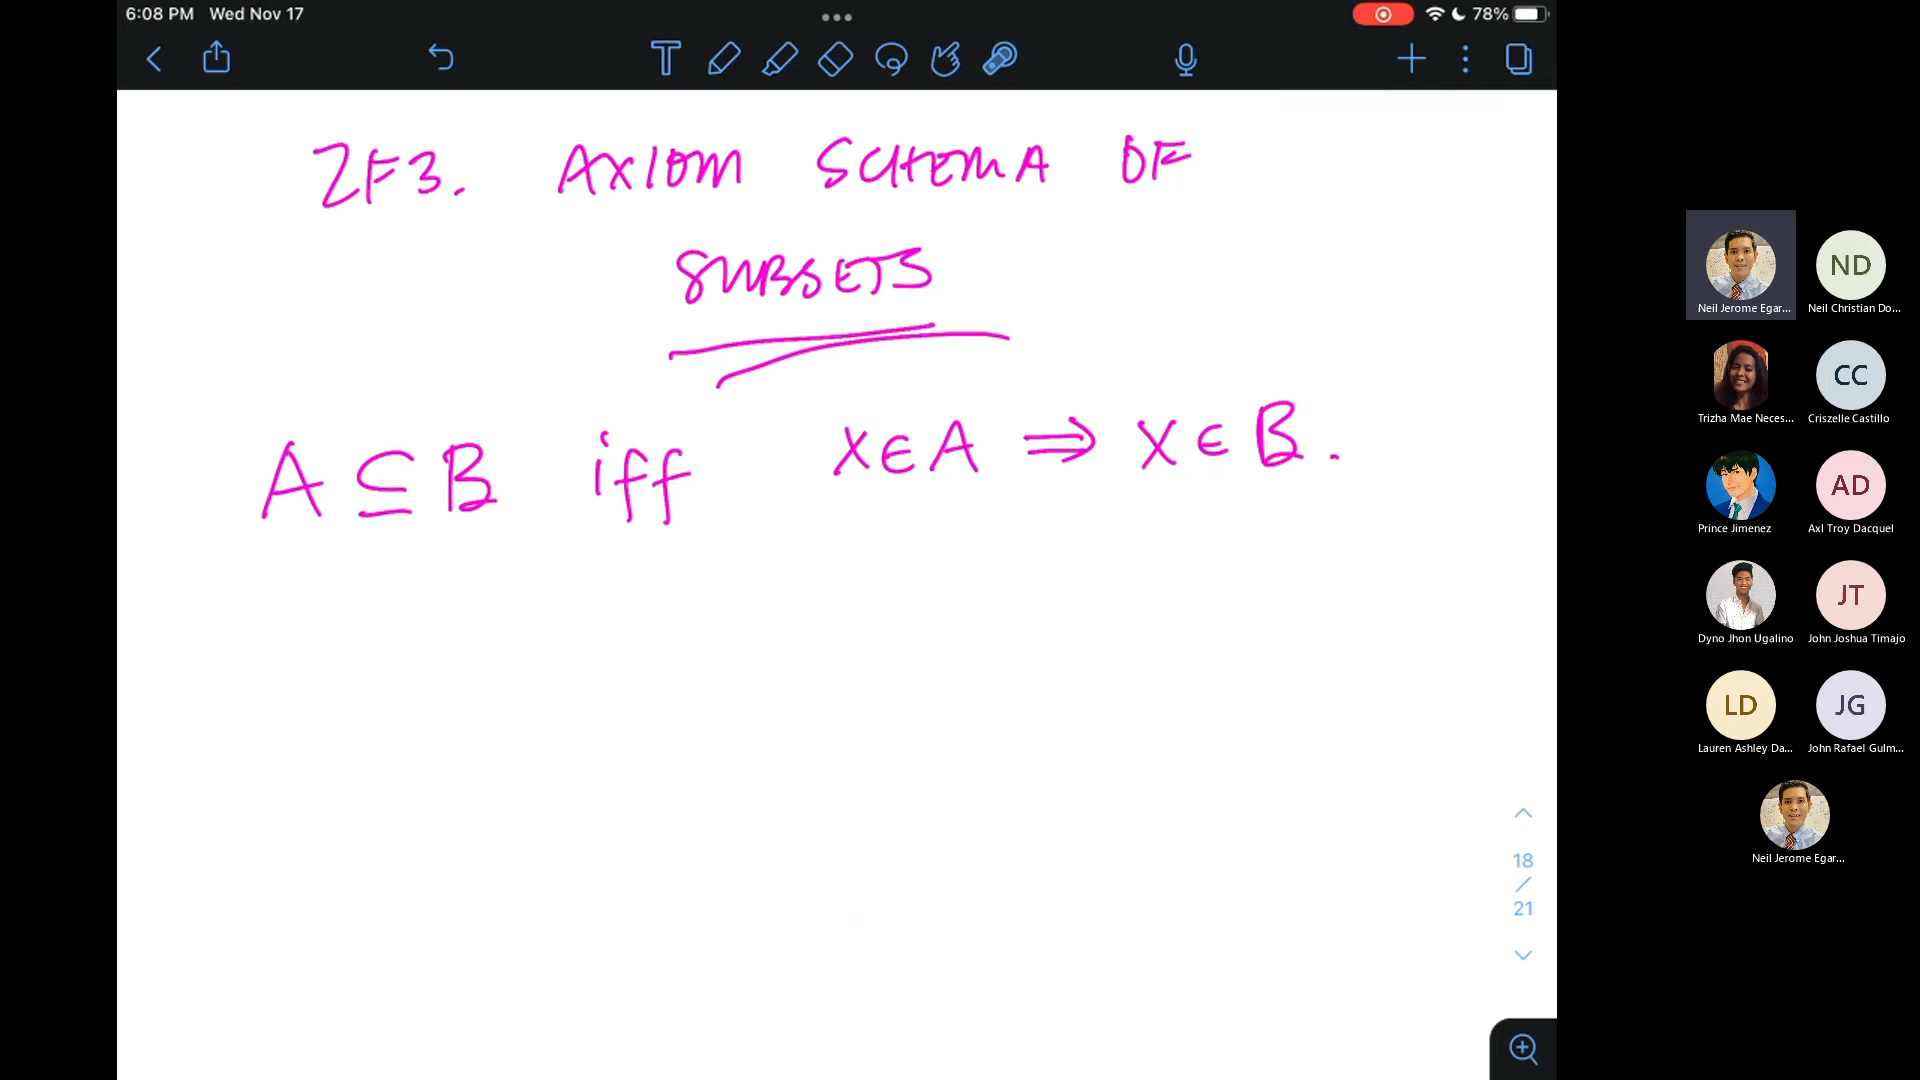 6:08 PM Wed Nov 17
78%
ZF3. AXIOM SCHEMA OF
SUBSETS
A ⊆ B iff x ∈ A ⇒ x ∈ B.
18
/
21
Neil Jerome Egar...
ND
Neil Christian Do...
Trizha Mae Neces...
CC
Criszelle Castillo
Prince Jimenez
AD
Axl Troy Dacquel
Dyno Jhon Ugalino
JT
John Joshua Timajo
LD
Lauren Ashley Da...
JG
John Rafael Gulm...
Neil Jerome Egar...